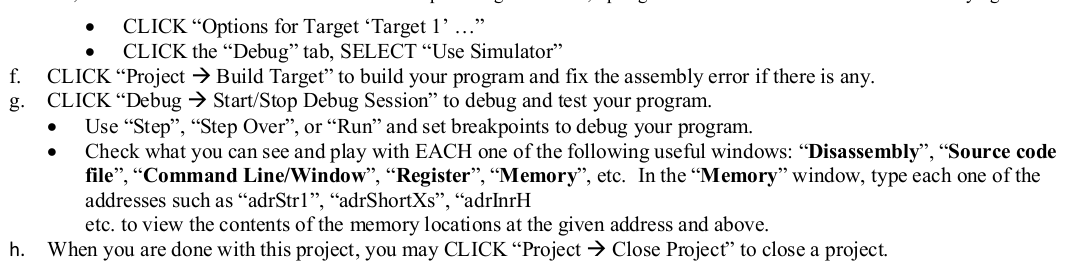 • CLICK “Options for Target ‘Target 1’ …”
• CLICK the “Debug” tab, SELECT “Use Simulator”
f. CLICK “Project → Build Target” to build your program and fix the assembly error if there is any.
g. CLICK “Debug → Start/Stop Debug Session” to debug and test your program.
• Use “Step”, “Step Over”, or “Run” and set breakpoints to debug your program.
• Check what you can see and play with EACH one of the following useful windows: “Disassembly”, “Source code
file”, “Command Line/Window”, “Register”, “Memory”, etc. In the “Memory” window, type each one of the
addresses such as “adrStr1”, “adrShortXs”, “adrInrH
etc. to view the contents of the memory locations at the given address and above.
h. When you are done with this project, you may CLICK “Project → Close Project” to close a project.